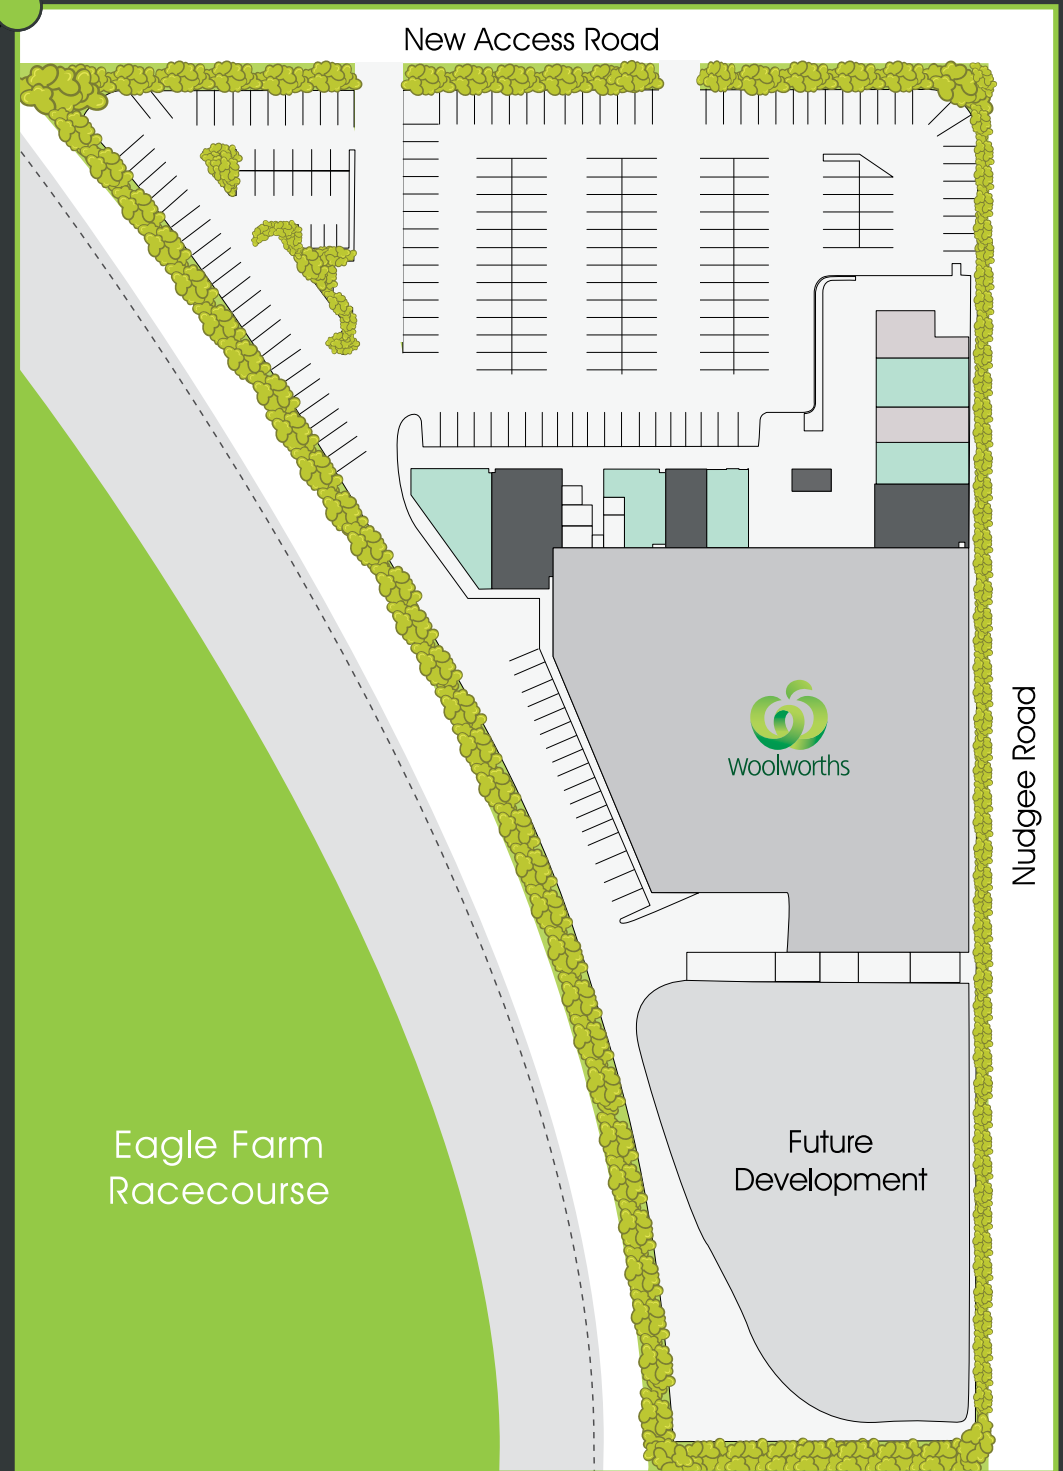 New Access Road
Woolworths
Nudgee Road
Eagle Farm
Racecourse
Future
Development